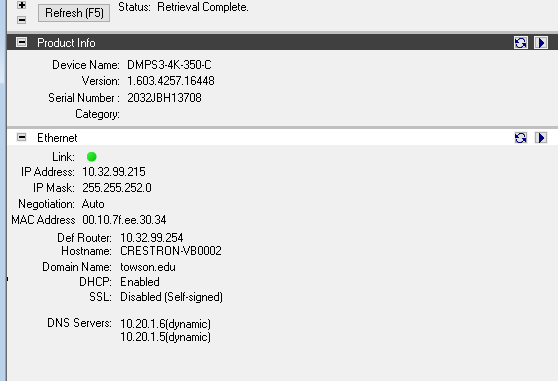 Refresh (F5)
Status: Retrieval Complete.
Product Info
Device Name: DMPS3-4K-350-C
Version: 1.603.4257.16448
Serial Number : 2032JBH13708
Category:
Ethernet
Link:
IP Address: 10.32.99.215
IP Mask: 255.255.252.0
Negotiation: Auto
MAC Address 00.10.7f.ee.30.34
Def Router: 10.32.99.254
Hostname: CRESTRON-VB0002
Domain Name: towson.edu
DHCP: Enabled
SSL: Disabled (Self-signed)
DNS Servers: 10.20.1.6(dynamic)
10.20.1.5(dynamic)